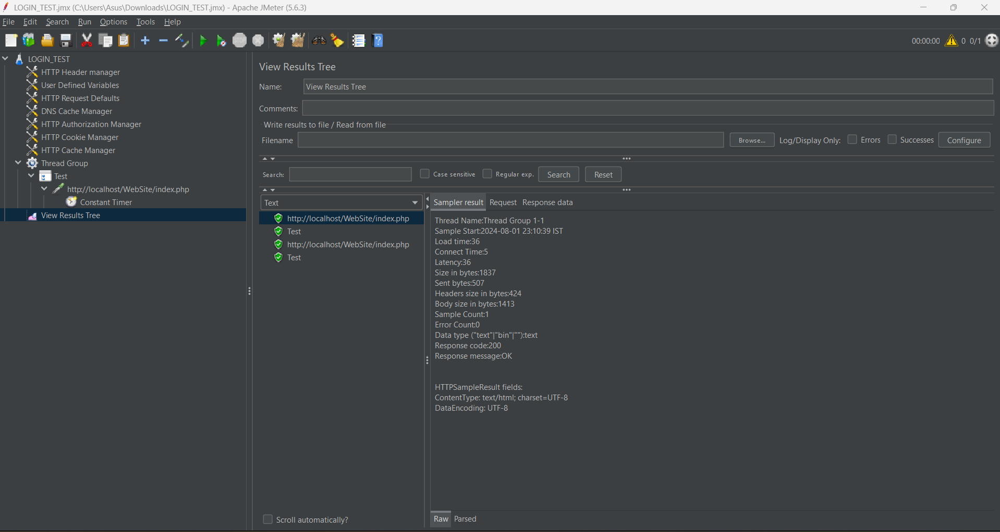 LOGIN_TEST.jmx (C:\Users\Asus\Downloads\LOGIN_TEST.jmx) - Apache JMeter (5.6.3)
File Edit Search Run Options Tools Help
STOP
00:00:00 0 0/1
LOGIN_TEST
HTTP Header manager
User Defined Variables
HTTP Request Defaults
DNS Cache Manager
HTTP Authorization Manager
HTTP Cookie Manager
HTTP Cache Manager
Thread Group
Test
http://localhost/WebSite/index.php
Constant Timer
View Results Tree
View Results Tree
Name: View Results Tree
Comments:
Write results to file / Read from file
Filename Browse... Log/Display Only: Errors Successes Configure
Search: Case sensitive Regular exp. Search Reset
Text
http://localhost/WebSite/index.php
Test
http://localhost/WebSite/index.php
Test
Scroll automatically?
Sampler result Request Response data
Thread Name:Thread Group 1-1
Sample Start:2024-08-01 23:10:39 IST
Load time:36
Connect Time:5
Latency:36
Size in bytes:1837
Sent bytes:507
Headers size in bytes:424
Body size in bytes:1413
Sample Count:1
Error Count:0
Data type ("text"|"bin"|""):text
Response code:200
Response message:OK
HTTPSampleResult fields:
ContentType: text/html; charset=UTF-8
DataEncoding: UTF-8
Raw Parsed